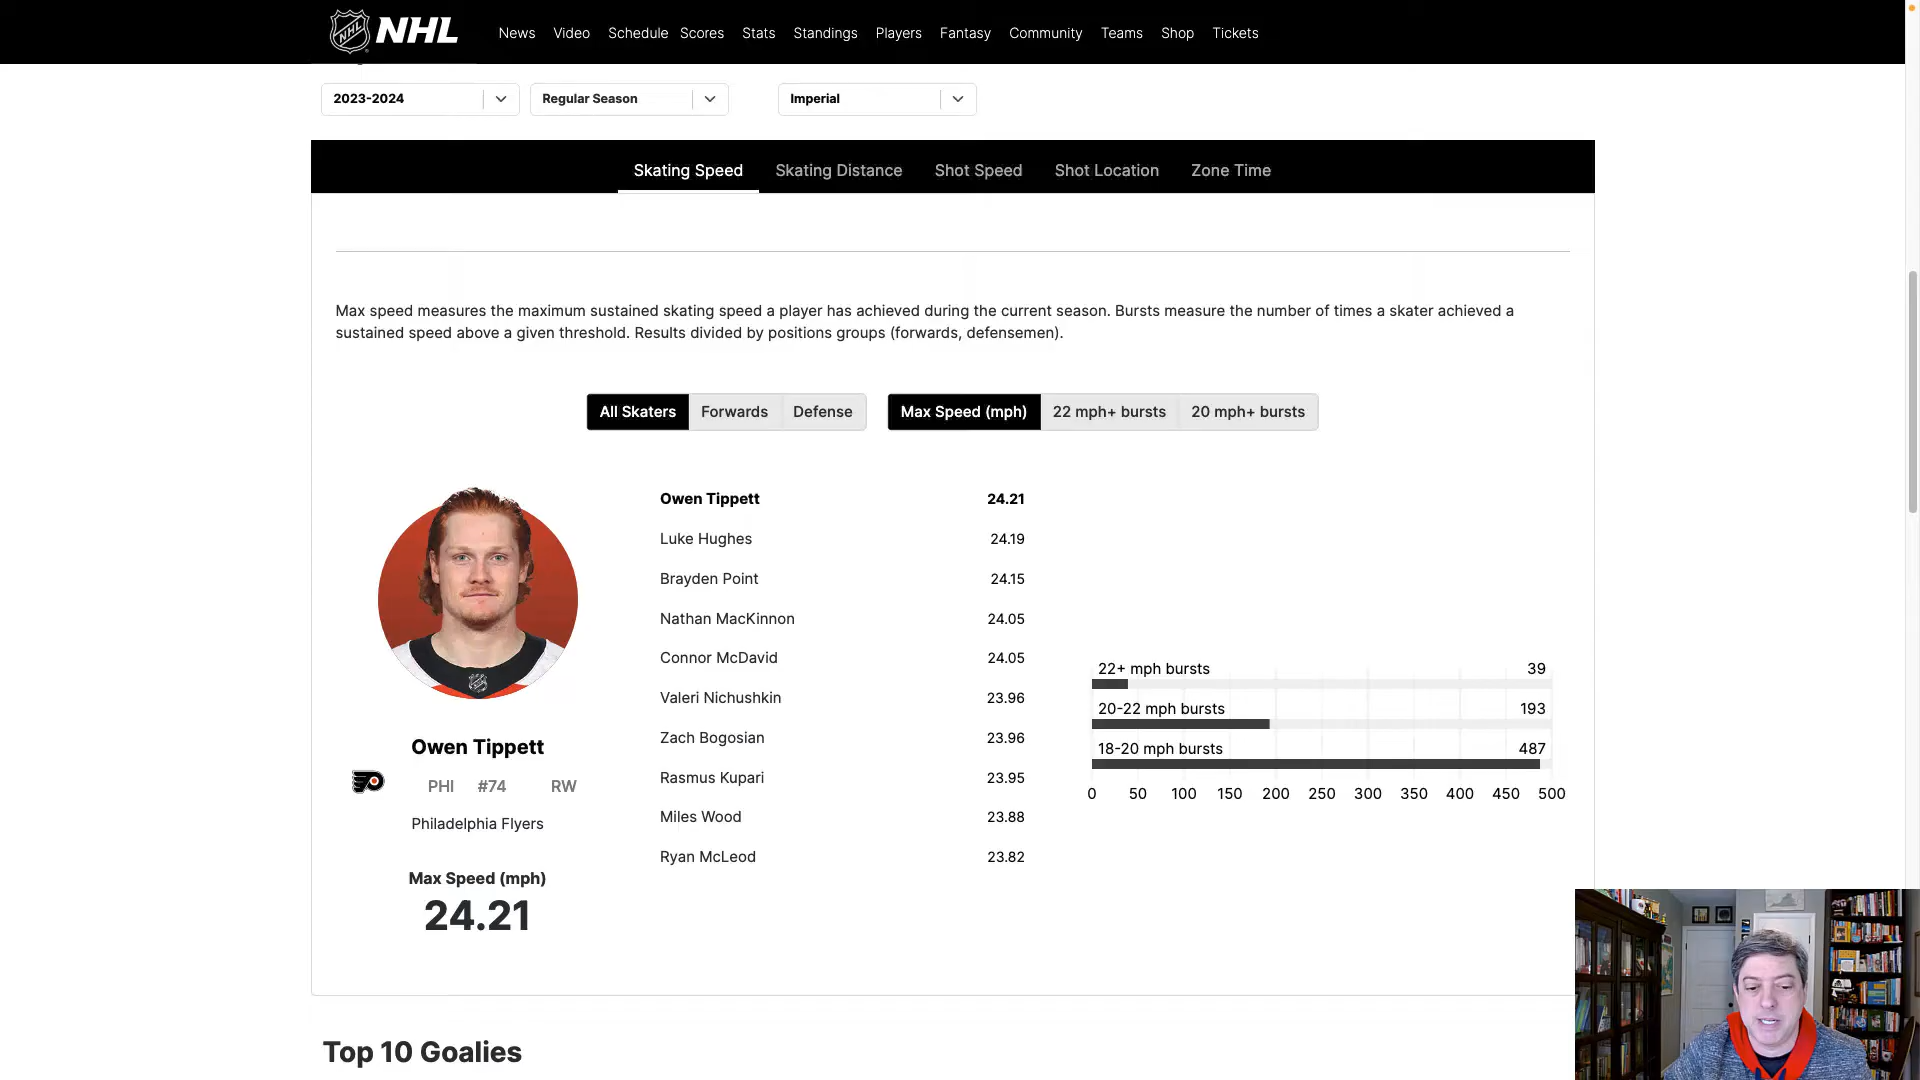 NHL
News Video Schedule Scores Stats Standings Players Fantasy Community Teams Shop Tickets
2023-2024 Regular Season Imperial
Skating Speed Skating Distance Shot Speed Shot Location Zone Time
Max speed measures the maximum sustained skating speed a player has achieved during the current season. Bursts measure the number of times a skater achieved a
sustained speed above a given threshold. Results divided by positions groups (forwards, defensemen).
All Skaters Forwards Defense Max Speed (mph) 22 mph+ bursts 20 mph+ bursts
Owen Tippett 24.21
Luke Hughes 24.19
Brayden Point 24.15
Nathan MacKinnon 24.05
Connor McDavid 24.05
Valeri Nichushkin 23.96
Zach Bogosian 23.96
Rasmus Kupari 23.95
Miles Wood 23.88
Ryan McLeod 23.82
Owen Tippett
PHI #74 RW
Philadelphia Flyers
Max Speed (mph)
24.21
22+ mph bursts 39
20-22 mph bursts 193
18-20 mph bursts 487
0 50 100 150 200 250 300 350 400 450 500
Top 10 Goalies